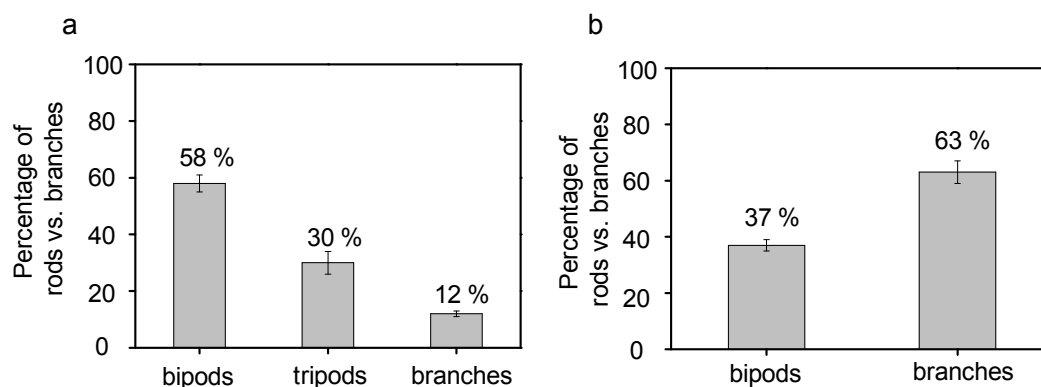 a
Percentage of
rods vs. branches
100
80
60
40
20
0
58 %
30 %
12 %
bipods
tripods
branches
b
Percentage of
rods vs. branches
100
80
60
40
20
0
37 %
63 %
bipods
branches